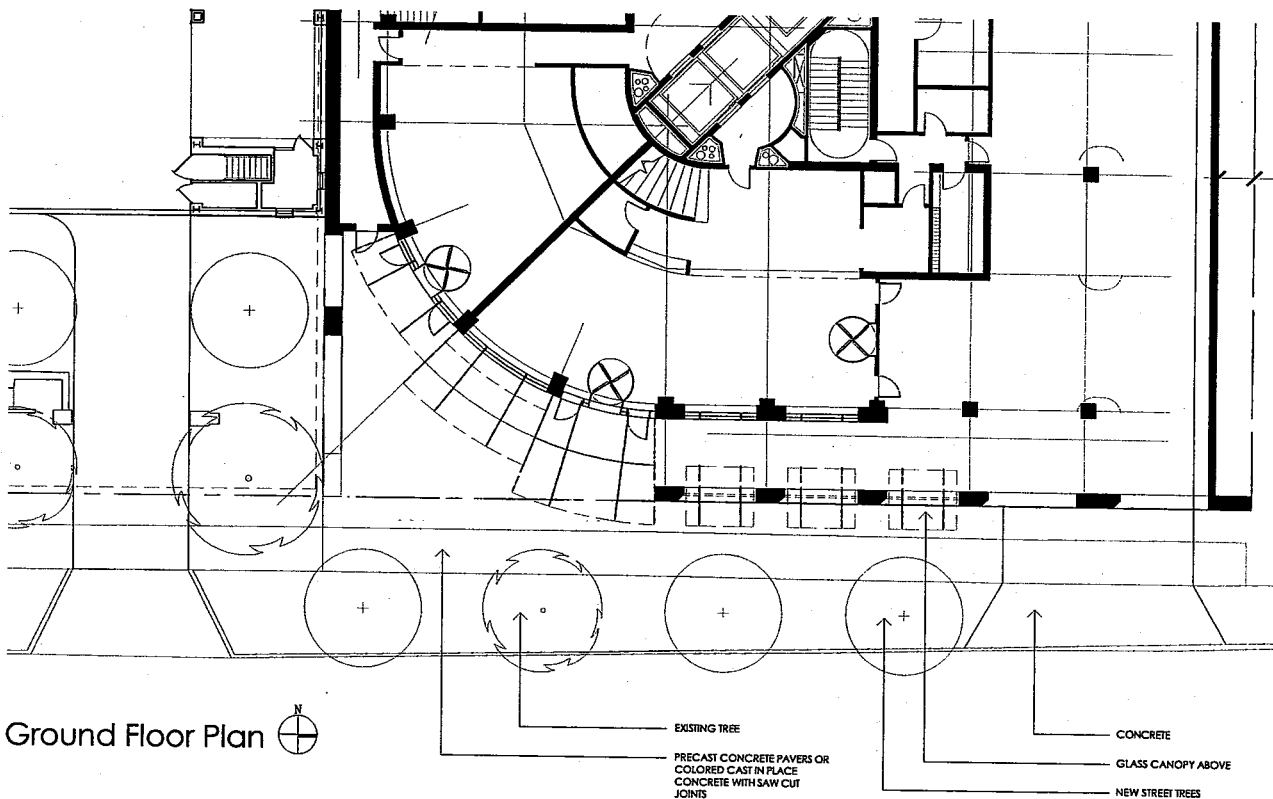 N
Ground Floor Plan
EXISTING TREE
PRECAST CONCRETE PAVERS OR
COLORED CAST IN PLACE
CONCRETE WITH SAW CUT
JOINTS
CONCRETE
GLASS CANOPY ABOVE
NEW STREET TREES